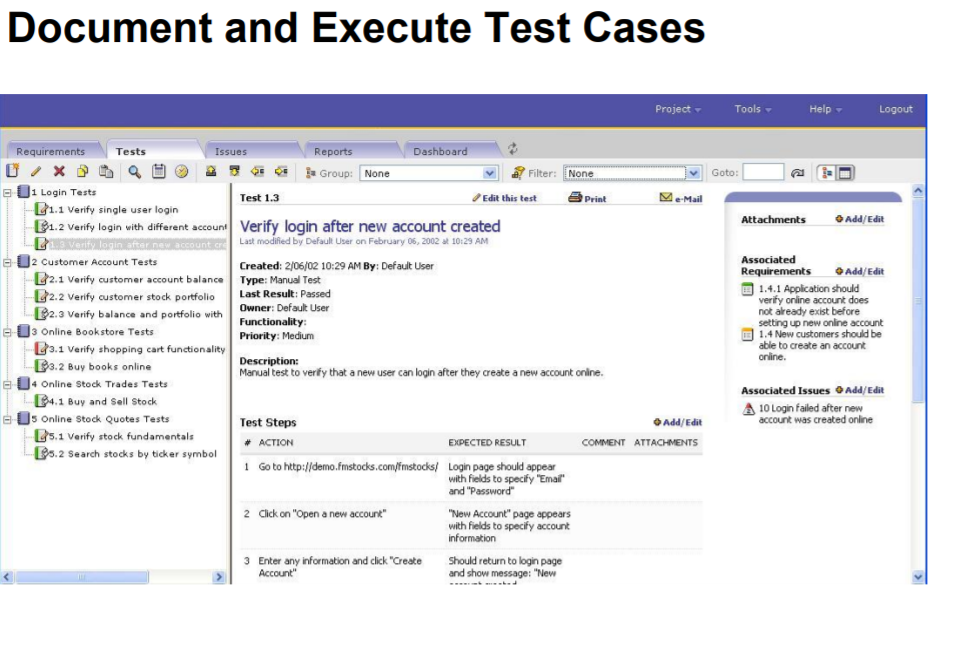 Document and Execute Test Cases
Project Tools Help Logout
Requirements Tests Issues Reports Dashboard
Group: None Filter: None Goto:
1 Login Tests
1.1 Verify single user login
1.2 Verify login with different account
1.3 Verify login after new account cre
2 Customer Account Tests
2.1 Verify customer account balance
2.2 Verify customer stock portfolio
2.3 Verify balance and portfolio with
3 Online Bookstore Tests
3.1 Verify shopping cart functionality
3.2 Buy books online
4 Online Stock Trades Tests
4.1 Buy and Sell Stock
5 Online Stock Quotes Tests
5.1 Verify stock fundamentals
5.2 Search stocks by ticker symbol
Test 1.3 Edit this test Print e-Mail
Verify login after new account created
Last modified by Default User on February 06, 2002 at 10:29 AM
Created: 2/06/02 10:29 AM By: Default User
Type: Manual Test
Last Result: Passed
Owner: Default User
Functionality:
Priority: Medium
Description:
Manual test to verify that a new user can login after they create a new account online.
Test Steps Add/Edit
# ACTION EXPECTED RESULT COMMENT ATTACHMENTS
1 Go to http://demo.fmstocks.com/fmstocks/ Login page should appear
with fields to specify "Email"
and "Password"
2 Click on "Open a new account" "New Account" page appears
with fields to specify account
information
3 Enter any information and click "Create Should return to login page
Account" and show message: "New
account created
Attachments Add/Edit
Associated
Requirements Add/Edit
1.4.1 Application should
verify online account does
not already exist before
setting up new online account
1.4 New customers should be
able to create an account
online.
Associated Issues Add/Edit
10 Login failed after new
account was created online